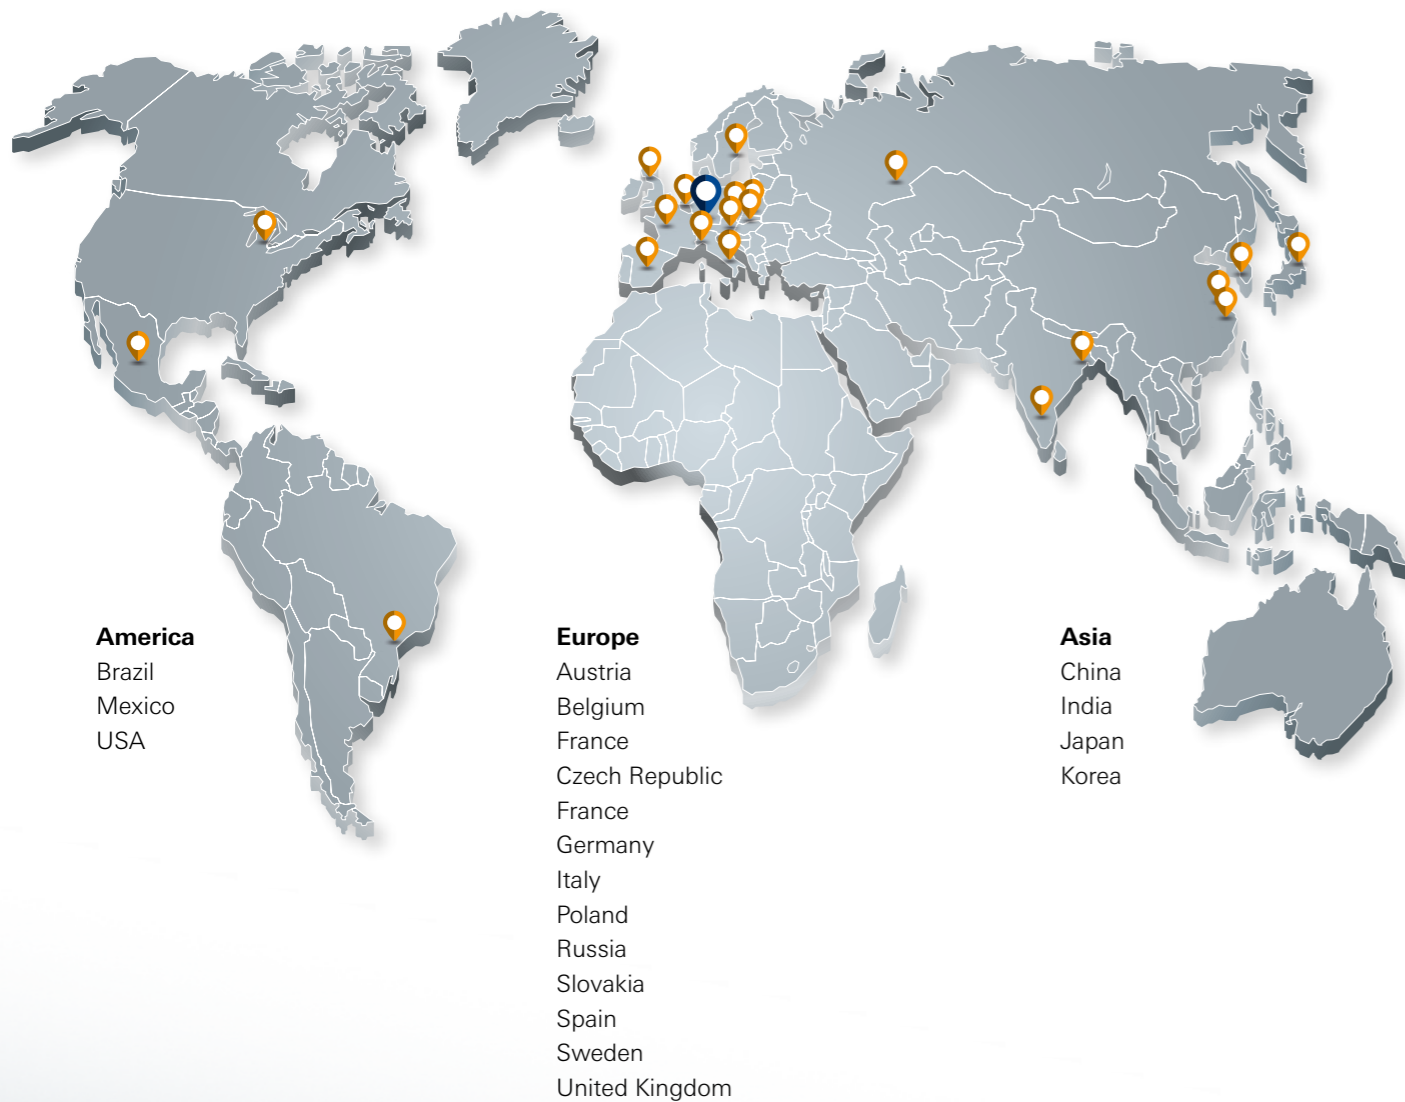 America
Brazil
Mexico
USA
Europe
Austria
Belgium
France
Czech Republic
France
Germany
Italy
Poland
Russia
Slovakia
Spain
Sweden
United Kingdom
Asia
China
India
Japan
Korea